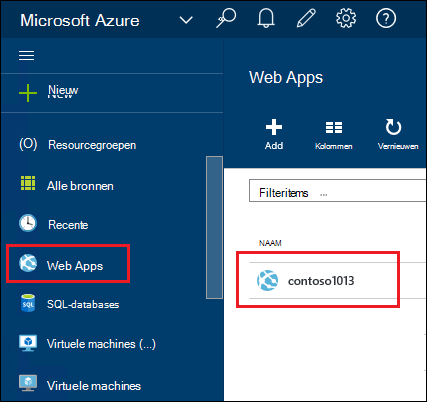 Microsoft Azure
Nieuw
New
Web Apps
Add
Kolommen
Vernieuwen
(O) Resourcegroepen
Alle bronnen
Recente
Web Apps
SQL-databases
Virtuele machines (...)
Virtuele machines
Filteritems ...
NAAM
contoso1013